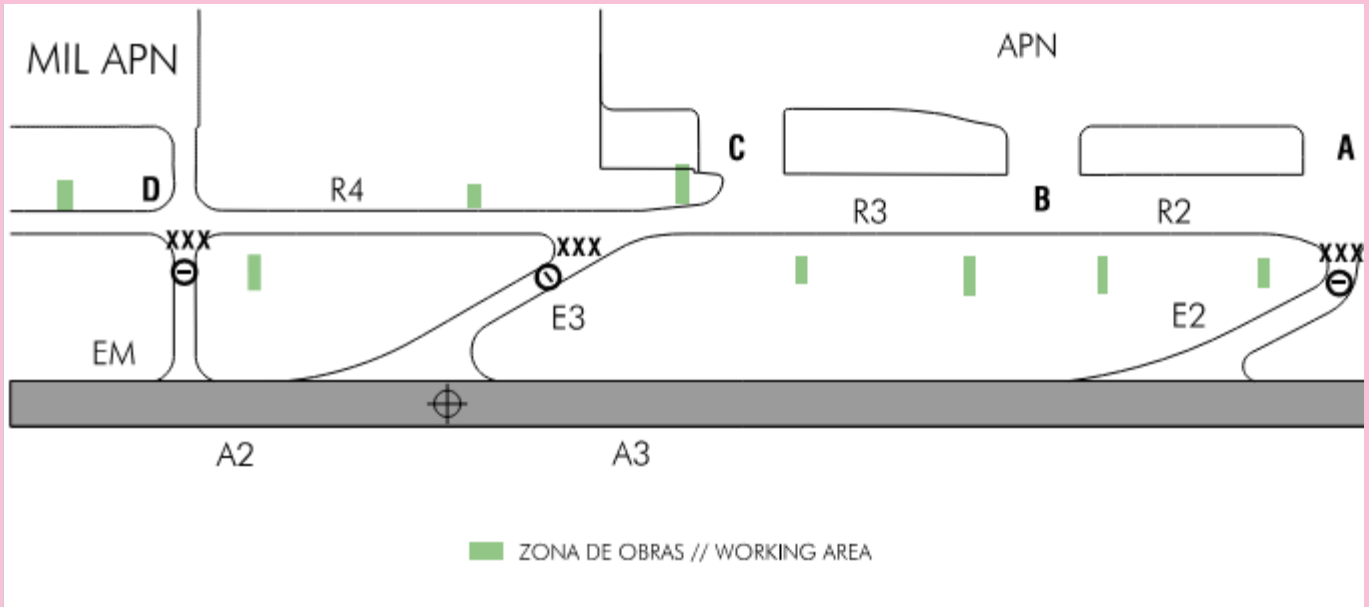 MIL APN
APN
C
A
D
R4
B
R3
R2
XXX
XXX
XXX
E3
E2
EM
A2
A3
ZONA DE OBRAS // WORKING AREA